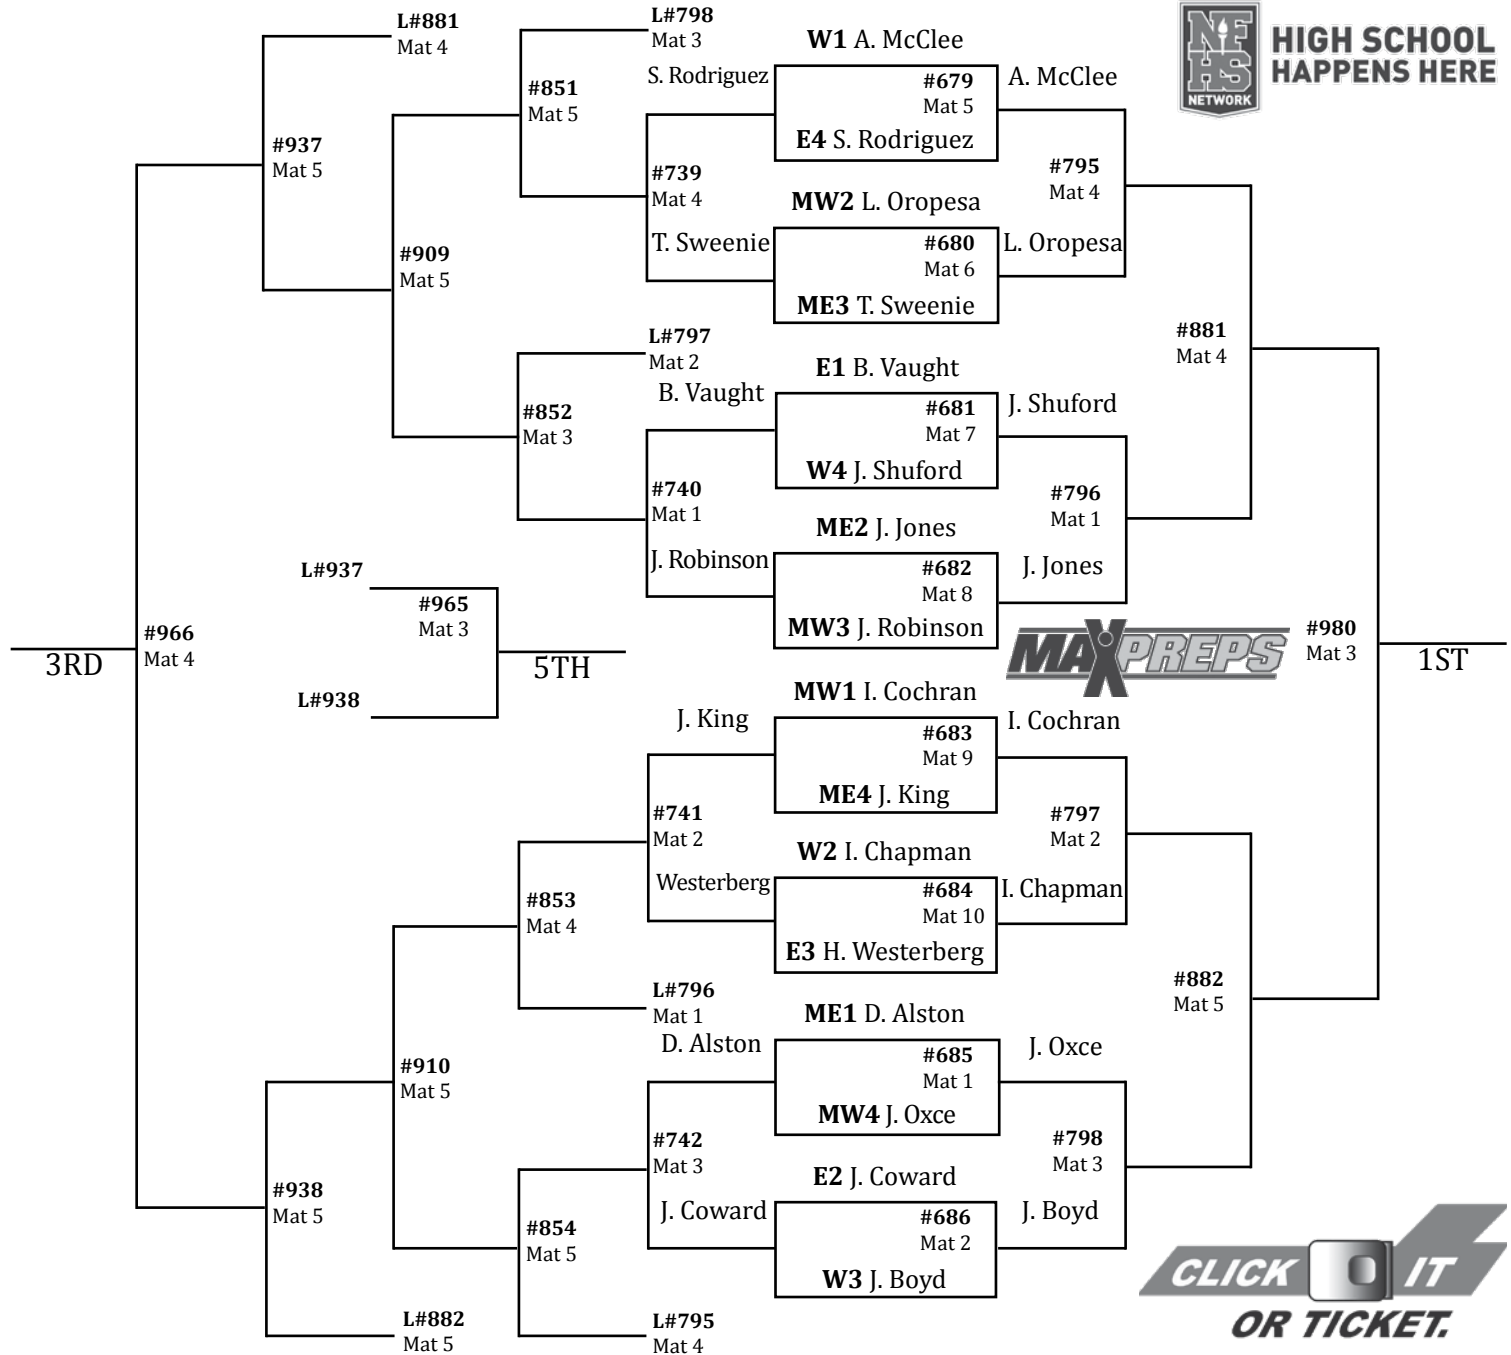 L#881
Mat 4
L#798
Mat 3
W1 A. McClee
NF
HS
NETWORK
HIGH SCHOOL
HAPPENS HERE
S. Rodriguez
#679
Mat 5
A. McClee
#851
Mat 5
E4 S. Rodriguez
#937
Mat 5
#739
Mat 4
#795
Mat 4
MW2 L. Oropesa
T. Sweenie
#680
Mat 6
L. Oropesa
#909
Mat 5
ME3 T. Sweenie
L#797
Mat 2
#881
Mat 4
E1 B. Vaught
B. Vaught
#681
Mat 7
J. Shuford
#852
Mat 3
W4 J. Shuford
#740
Mat 1
#796
Mat 1
ME2 J. Jones
J. Robinson
#682
Mat 8
J. Jones
L#937
#965
Mat 3
MW3 J. Robinson
#966
Mat 4
3RD
5TH
MAXPREPS
#980
Mat 3
1ST
L#938
MW1 I. Cochran
J. King
#683
Mat 9
I. Cochran
ME4 J. King
#741
Mat 2
#797
Mat 2
W2 I. Chapman
Westerberg
#684
Mat 10
I. Chapman
#853
Mat 4
E3 H. Westerberg
L#796
Mat 1
#882
Mat 5
ME1 D. Alston
D. Alston
#685
Mat 1
J. Oxce
#910
Mat 5
MW4 J. Oxce
#742
Mat 3
#798
Mat 3
E2 J. Coward
#938
Mat 5
J. Coward
#686
Mat 2
J. Boyd
#854
Mat 5
W3 J. Boyd
L#882
Mat 5
L#795
Mat 4
CLICK IT
OR TICKET.